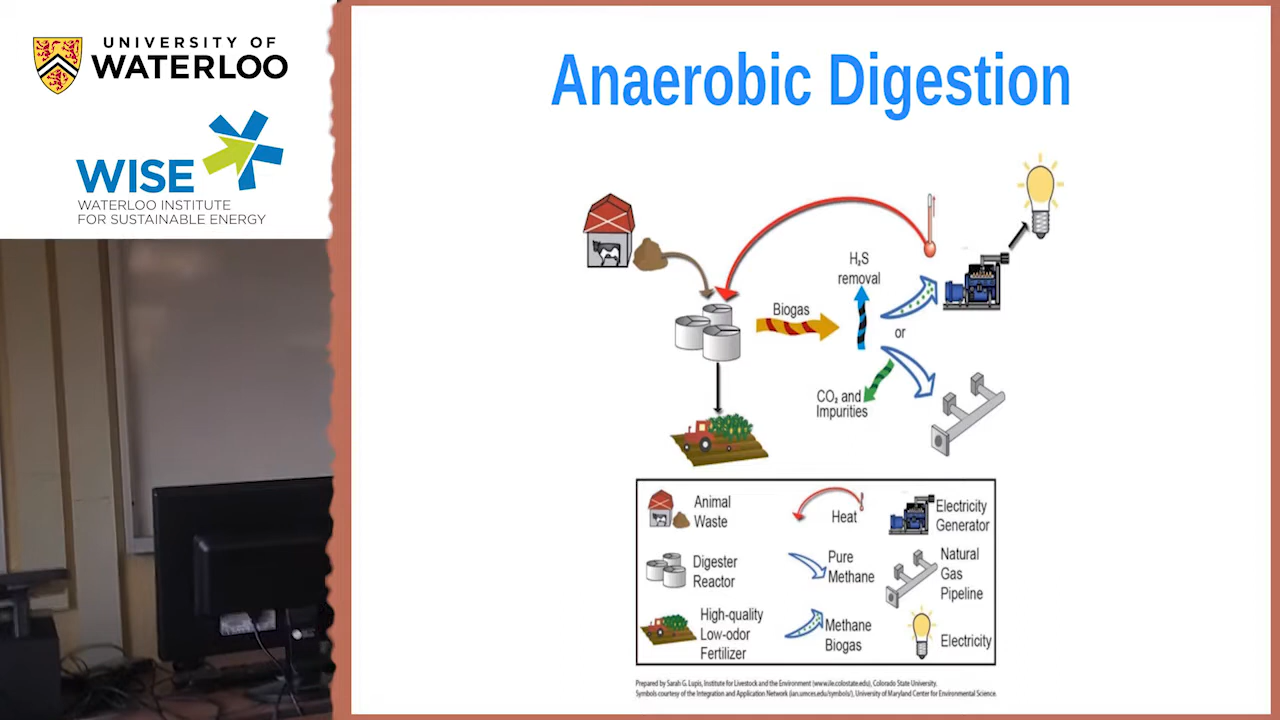 UNIVERSITY OF
WATERLOO
WISE
WATERLOO INSTITUTE
FOR SUSTAINABLE ENERGY
Anaerobic Digestion
H₂S
removal
Biogas
or
CO₂ and
Impurities
Animal
Waste
Heat
Electricity
Generator
Digester
Reactor
Pure
Methane
Natural
Gas
Pipeline
High-quality
Low-odor
Fertilizer
Methane
Biogas
Electricity
Prepared by Sarah G. Lupis, Institute for Livestock and the Environment (www.ile.colostate.edu), Colorado State University.
Symbols courtesy of the Integration and Application Network (ian.umces.edu/symbols/), University of Maryland Center for Environmental Science.